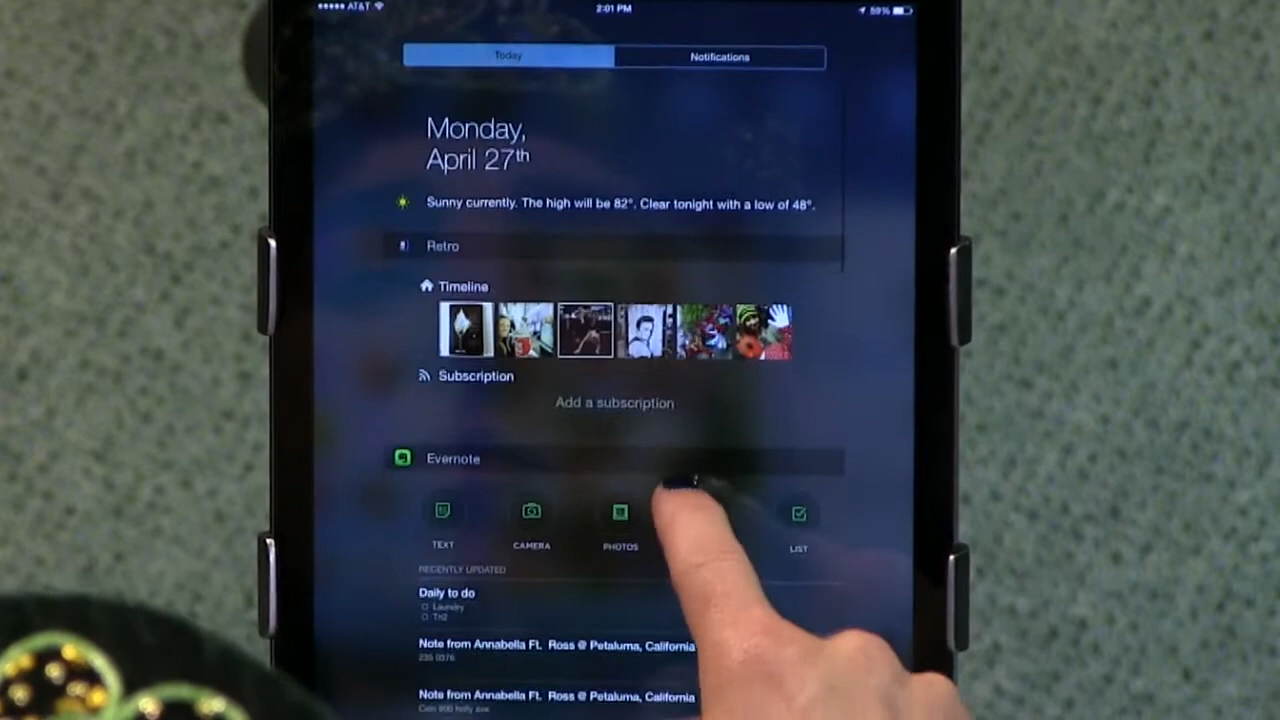 AT&T
2:01 PM
59%
Today
Notifications
Monday,
April 27th
Sunny currently. The high will be 82°. Clear tonight with a low of 48°.
Retro
Timeline
Subscription
Add a subscription
Evernote
TEXT
CAMERA
PHOTOS
LIST
RECENTLY UPDATED
Daily to do
Laundry
Note from Annabella Ft. Ross @ Petaluma, California
235 0376
Note from Annabella Ft. Ross @ Petaluma, California